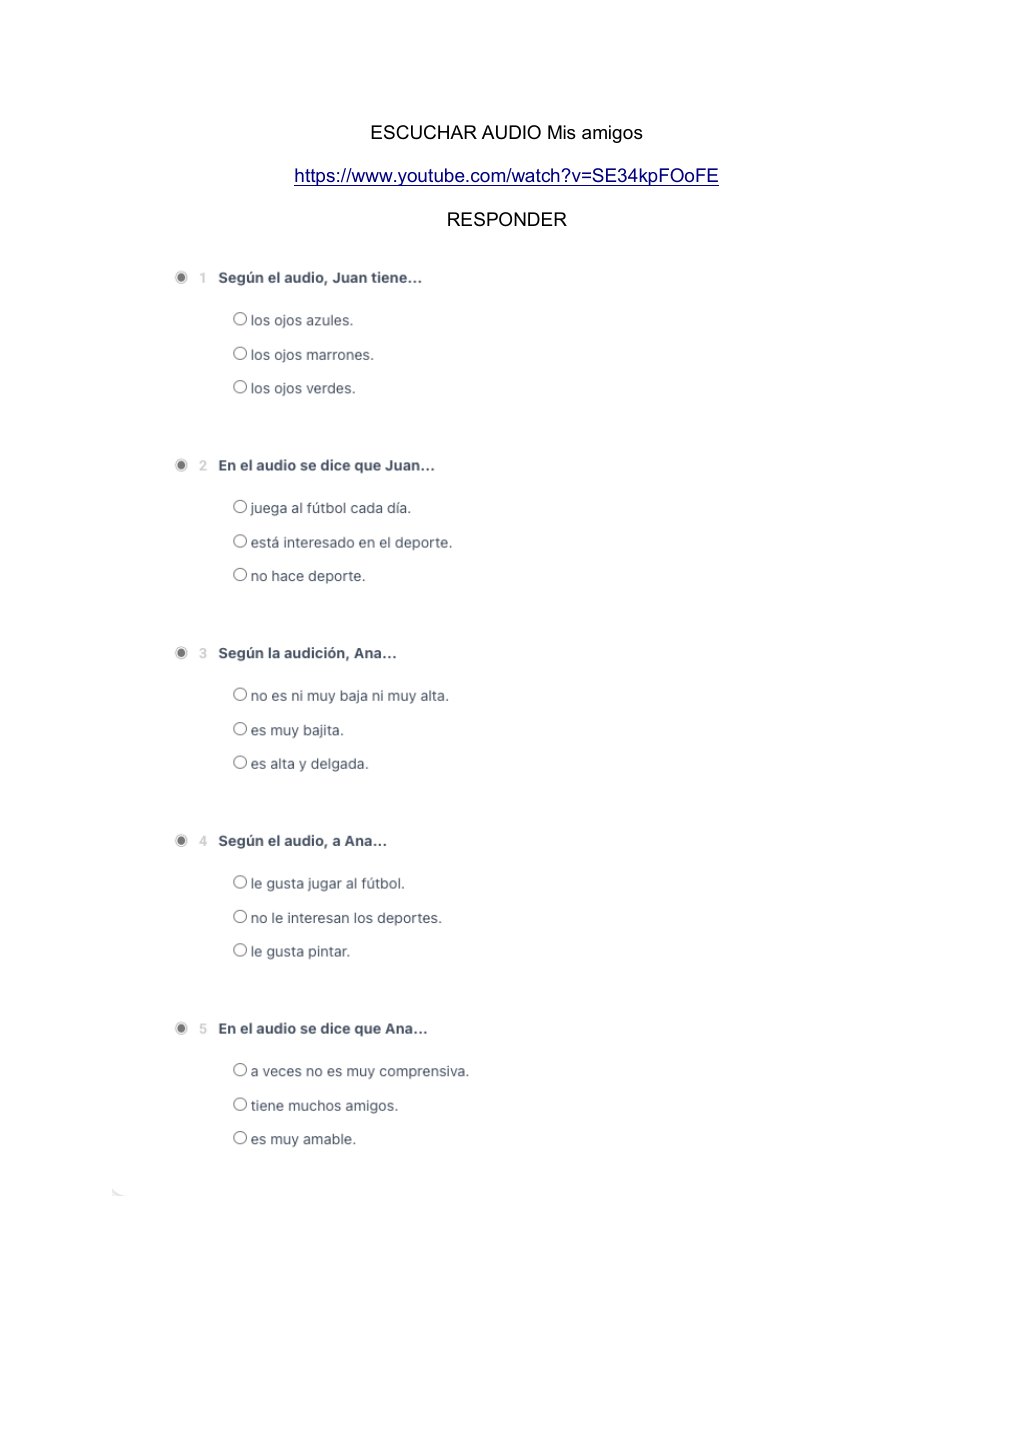 ESCUCHAR AUDIO Mis amigos
https://www.youtube.com/watch?v=SE34kpFOoFE
RESPONDER
1 Según el audio, Juan tiene...
los ojos azules.
los ojos marrones.
los ojos verdes.
2 En el audio se dice que Juan...
juega al fútbol cada día.
está interesado en el deporte.
no hace deporte.
3 Según la audición, Ana...
no es ni muy baja ni muy alta.
es muy bajita.
es alta y delgada.
4 Según el audio, a Ana...
le gusta jugar al fútbol.
no le interesan los deportes.
le gusta pintar.
5 En el audio se dice que Ana...
a veces no es muy comprensiva.
tiene muchos amigos.
es muy amable.